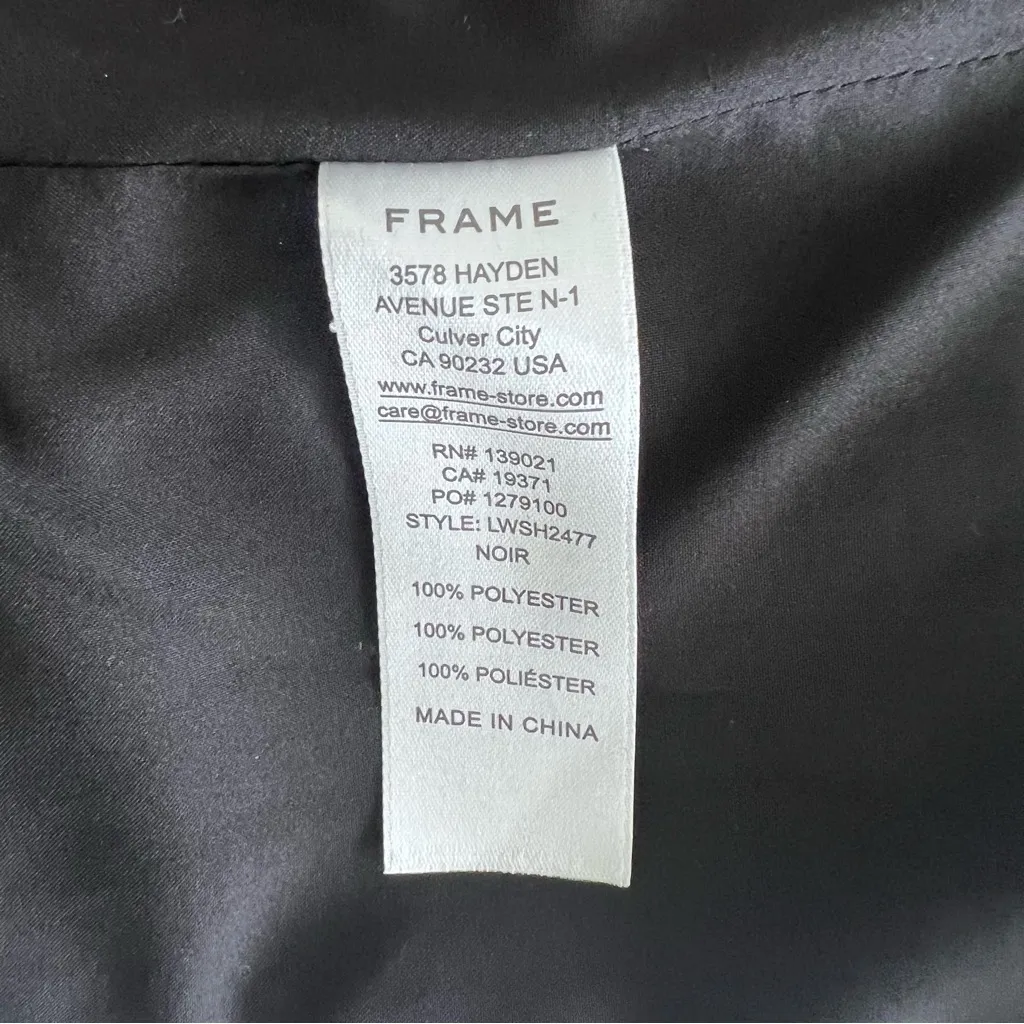 FRAME
3578 HAYDEN
AVENUE STE N-1
Culver City
CA 90232 USA
www.frame-store.com
care@frame-store.com
RN# 139021
CA# 19371
PO# 1279100
STYLE: LWSH2477
NOIR
100% POLYESTER
100% POLYESTER
100% POLIÉSTER
MADE IN CHINA